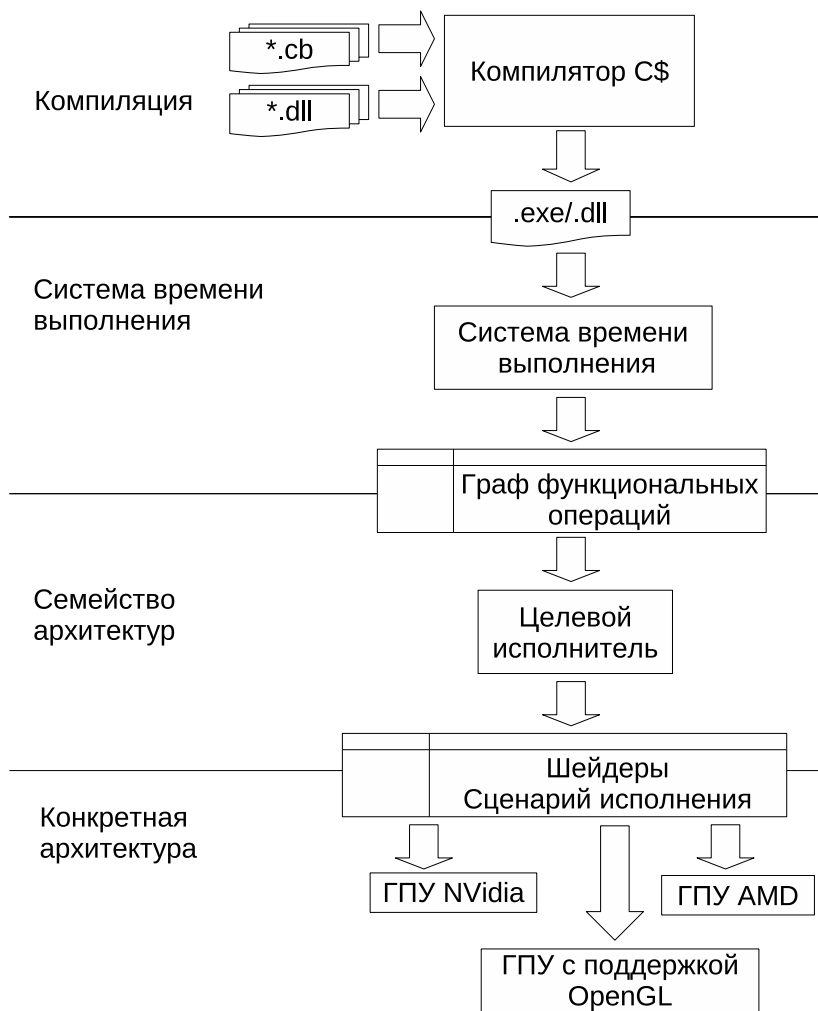 *.cb
Компилятор C$
Компиляция
*.dll
.exe/.dll
Система времени
выполнения
Система времени
выполнения
Граф функциональных
операций
Семейство
архитектур
Целевой
исполнитель
Шейдеры
Сценарий исполнения
Конкретная
архитектура
ГПУ NVidia
ГПУ AMD
ГПУ с поддержкой
OpenGL